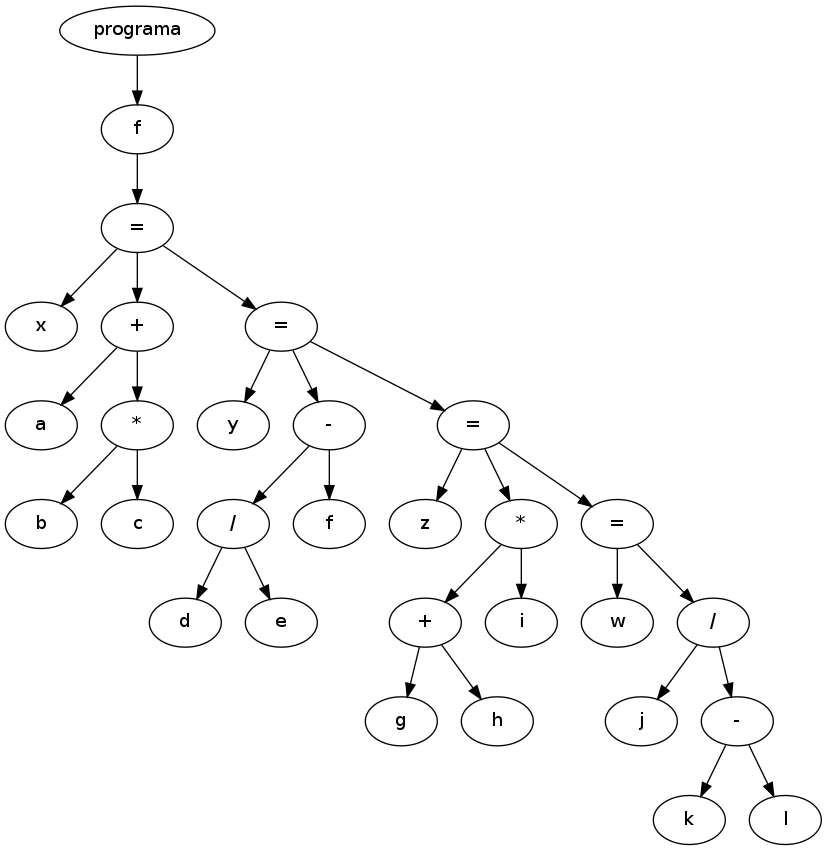 programa
f
=
x + =
a * y - =
b c / f z * =
d e + i w /
g h j -
k l